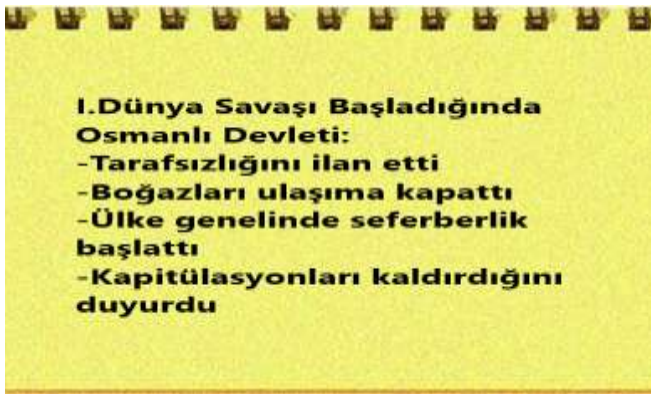 I.Dünya Savaşı Başladığında
Osmanlı Devleti:
-Tarafsızlığını ilan etti
-Boğazları ulaşıma kapattı
-Ülke genelinde seferberlik
başlattı
-Kapitülasyonları kaldırdığını
duyurdu